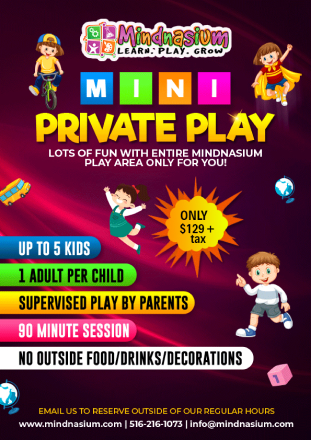 Mindnasium
LEARN. PLAY. GROW
MINI
PRIVATE PLAY
LOTS OF FUN WITH ENTIRE MINDNASIUM
PLAY AREA ONLY FOR YOU!
ONLY
$129 +
tax
UP TO 5 KIDS
1 ADULT PER CHILD
SUPERVISED PLAY BY PARENTS
90 MINUTE SESSION
NO OUTSIDE FOOD/DRINKS/DECORATIONS
EMAIL US TO RESERVE OUTSIDE OF OUR REGULAR HOURS
www.mindnasium.com | 516-216-1073 | info@mindnasium.com